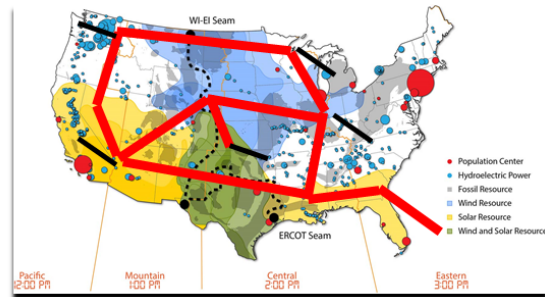 WI-EI Seam
Population Center
Hydroelectric Power
Fossil Resource
Wind Resource
Solar Resource
Wind and Solar Resource
ERCOT Seam
Pacific
12:00 PM
Mountain
1:00 PM
Central
2:00 PM
Eastern
3:00 PM